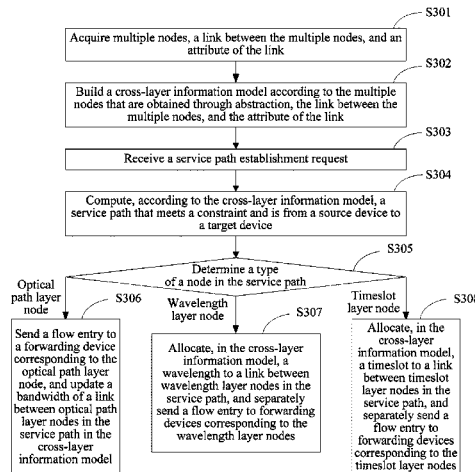 S301
Acquire multiple nodes, a link between the multiple nodes, and an
attribute of the link
S302
Build a cross-layer information model according to the multiple
nodes that are obtained through abstraction, the link between the
multiple nodes, and the attribute of the link
S303
Receive a service path establishment request
S304
Compute, according to the cross-layer information model, a
service path that meets a constraint and is from a source device to
a target device
S305
Determine a type
of a node in the service path
Optical
path layer
node
S306
Send a flow entry to
a forwarding device
corresponding to the
optical path layer
node, and update a
bandwidth of a link
between optical path
layer nodes in the
service path in the
cross-layer
information model
Wavelength
layer node
S307
Allocate, in the cross-layer
information model, a
wavelength to a link between
wavelength layer nodes in the
service path, and separately
send a flow entry to forwarding
devices corresponding to the
wavelength layer nodes
Timeslot
layer node
S308
Allocate, in the
cross-layer
information model,
a timeslot to a link
between timeslot
layer nodes in the
service path, and
separately send a
flow entry to
forwarding devices
corresponding to the
timeslot layer nodes